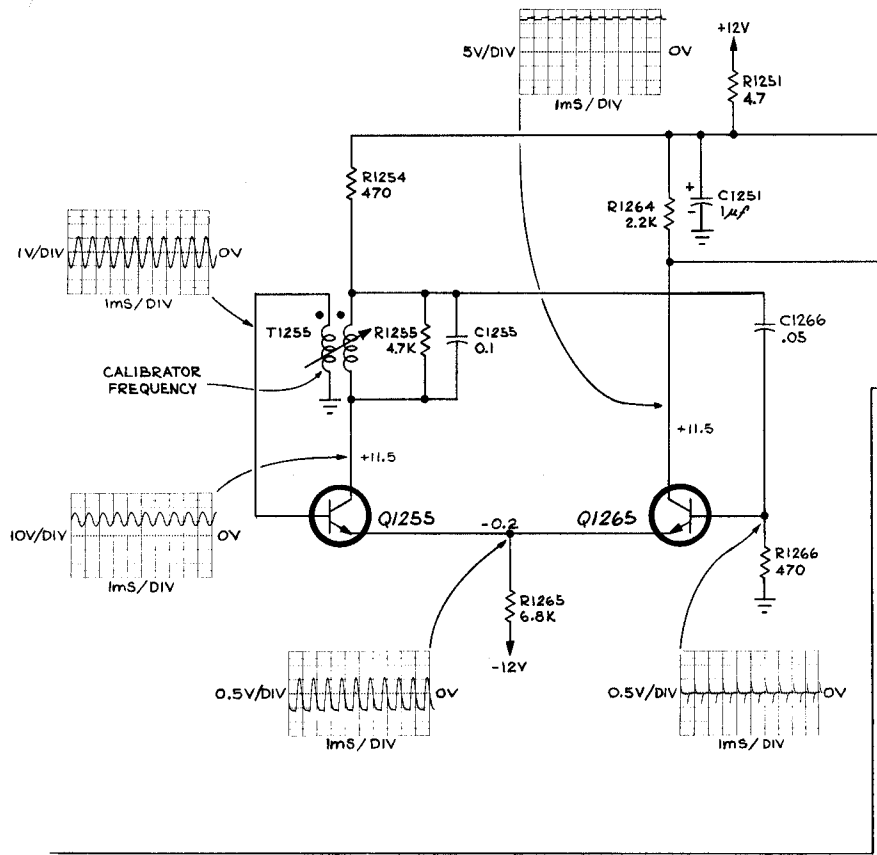 5V/DIV
0V
1mS/DIV
+12V
R1251
4.7
R1254
470
R1264
2.2K
+
-
C1251
1µf
1V/DIV
0V
1mS/DIV
T1255
R1255
4.7K
C1255
0.1
C1266
.05
CALIBRATOR
FREQUENCY
+11.5
+11.5
10V/DIV
0V
1mS/DIV
Q1255
-0.2
Q1265
R1266
470
R1265
6.8K
-12V
0.5V/DIV
0V
1mS/DIV
0.5V/DIV
0V
1mS/DIV